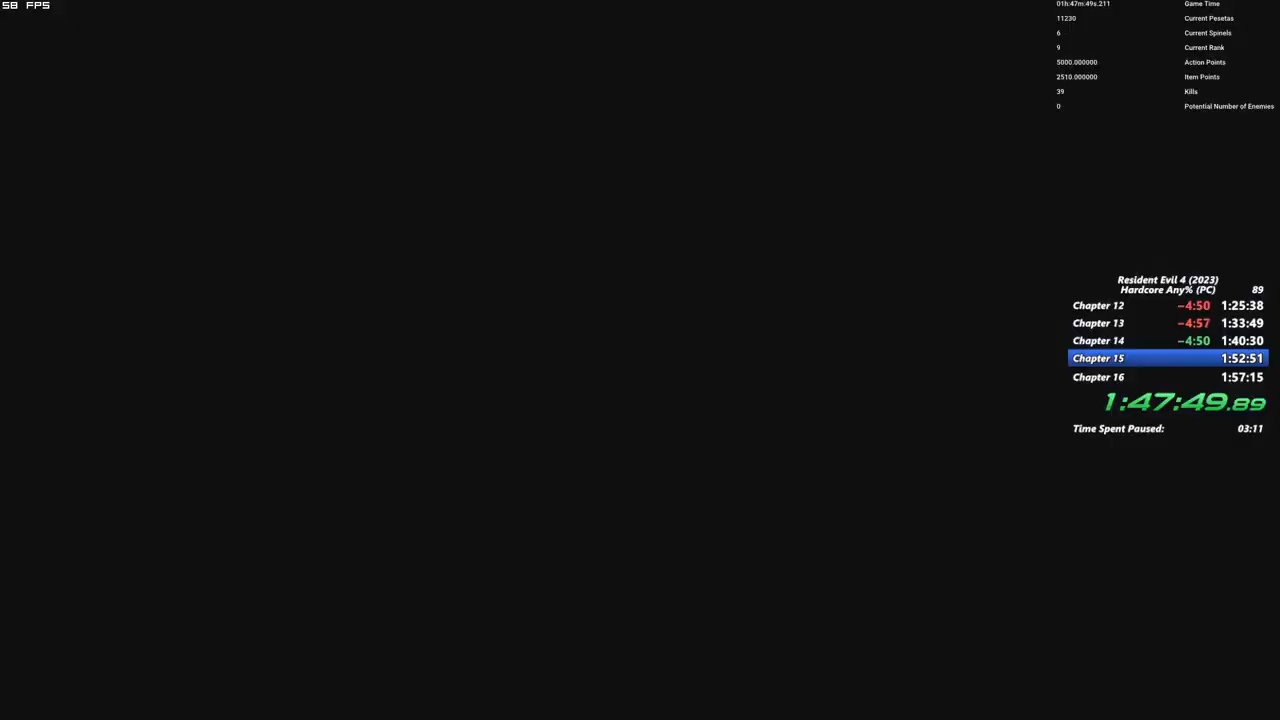 58 FPS
01h:47m:49s.211 Game Time
11230 Current Pesetas
6 Current Spinels
9 Current Rank
5000.000000 Action Points
2510.000000 Item Points
39 Kills
0 Potential Number of Enemies
Resident Evil 4 (2023)
Hardcore Any% (PC) 89
Chapter 12 −4:50 1:25:38
Chapter 13 −4:57 1:33:49
Chapter 14 −4:50 1:40:30
Chapter 15 1:52:51
Chapter 16 1:57:15
1:47:49.89
Time Spent Paused: 03:11